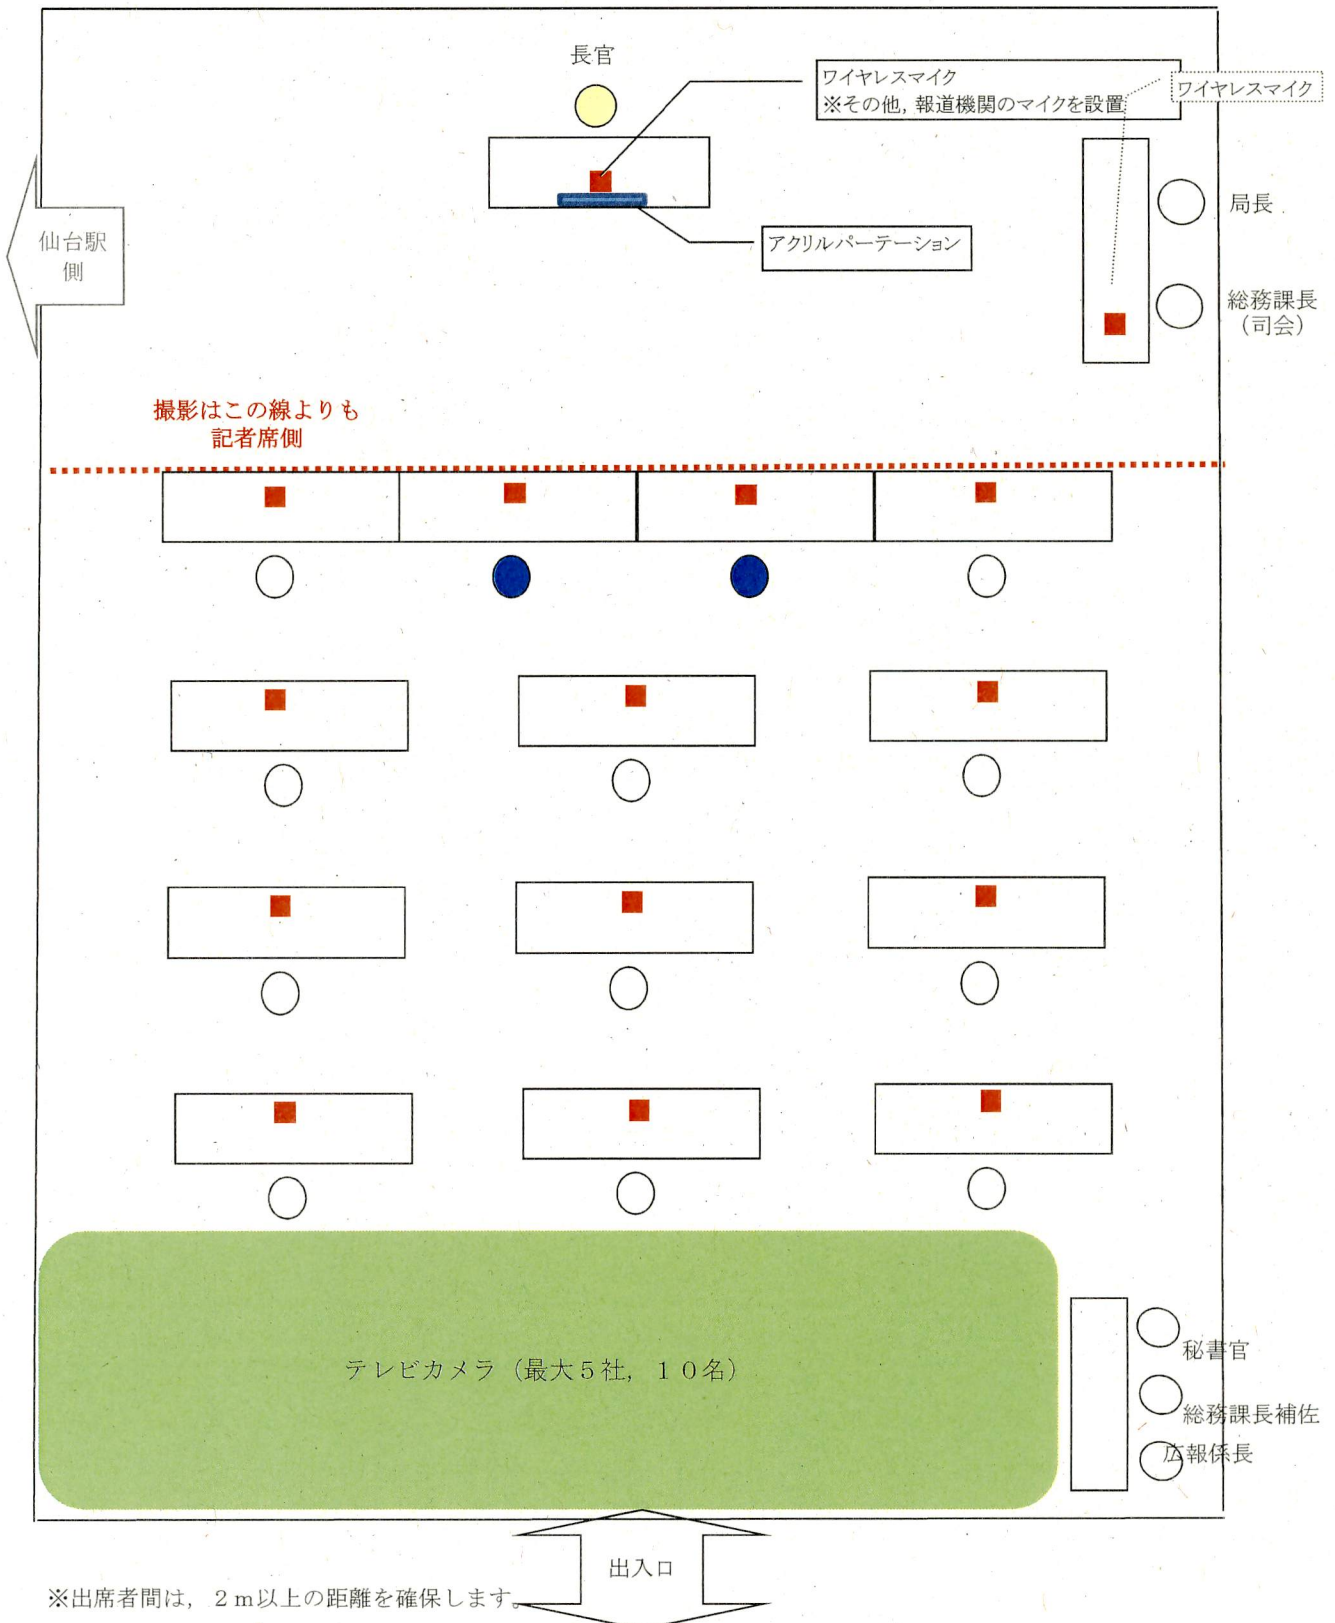 長官
ワイヤレスマイク
※その他，報道機関のマイクを設置
ワイヤレスマイク
局長
仙台駅
側
アクリルパーテーション
総務課長
（司会）
撮影はこの線よりも
記者席側
テレビカメラ（最大５社，１０名）
秘書官
総務課長補佐
広報係長
出入口
※出席者間は，２ｍ以上の距離を確保します。